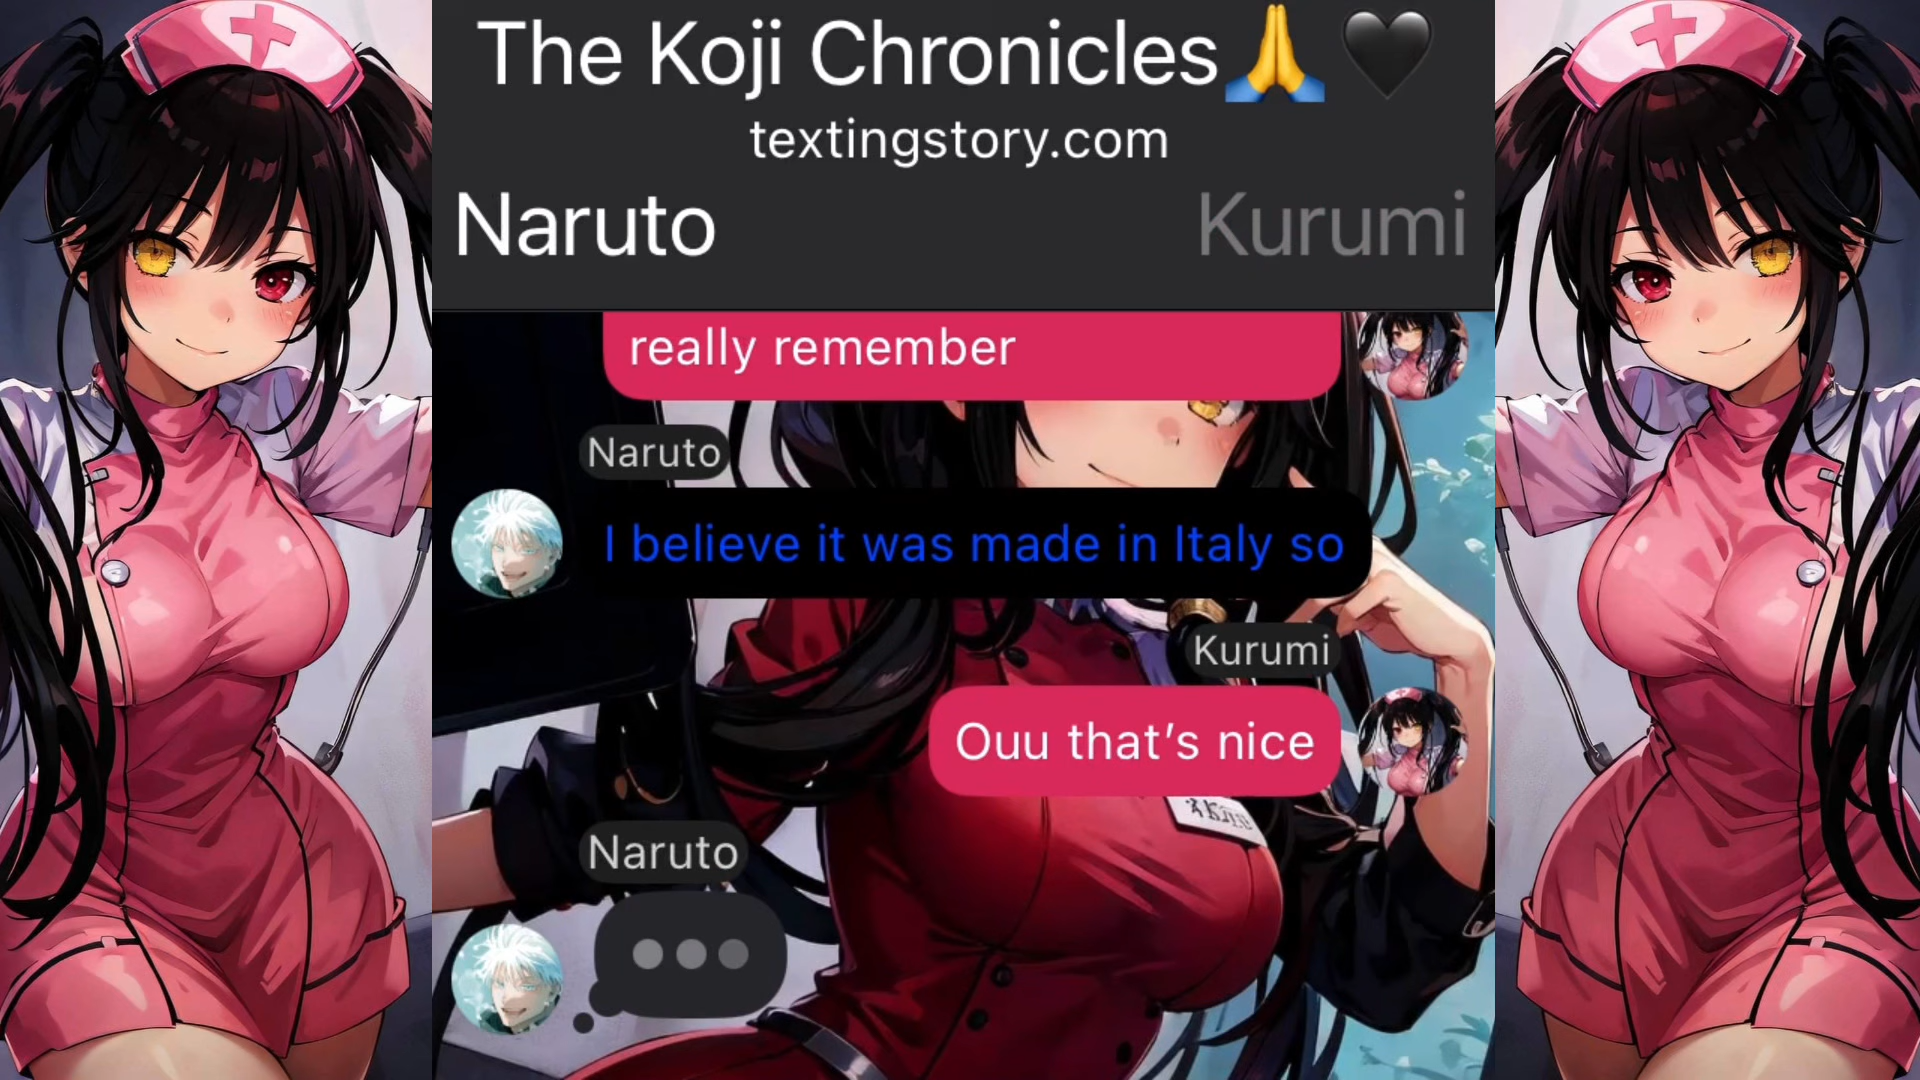 The Koji Chronicles🙏🖤
textingstory.com
Naruto
Kurumi
really remember
Naruto
I believe it was made in Italy so
Kurumi
Ouu that’s nice
Naruto